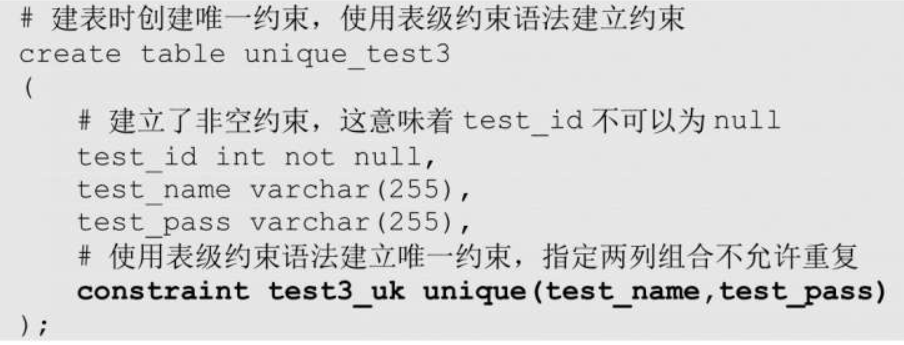 # 建表时创建唯一约束，使用表级约束语法建立约束
create table unique_test3
(
# 建立了非空约束，这意味着 test_id 不可以为 null
test_id int not null,
test_name varchar(255),
test_pass varchar(255),
# 使用表级约束语法建立唯一约束，指定两列组合不允许重复
constraint test3_uk unique(test_name,test_pass)
);